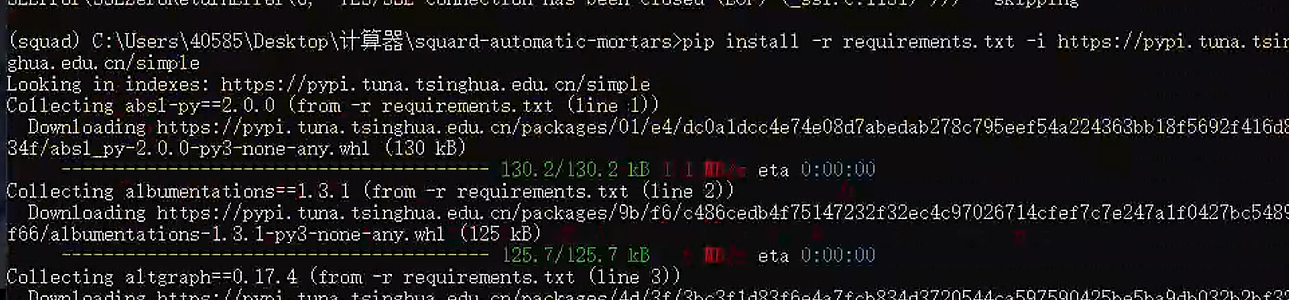 SSLError(SSLZeroReturnError(6, 'TLS/SSL connection has been closed (EOF) (_ssl.c:1131)'))) - skipping
(squad) C:\Users\40585\Desktop\计算器\squard-automatic-mortars>pip install -r requirements.txt -i https://pypi.tuna.tsin
ghua.edu.cn/simple
Looking in indexes: https://pypi.tuna.tsinghua.edu.cn/simple
Collecting absl-py==2.0.0 (from -r requirements.txt (line 1))
Downloading https://pypi.tuna.tsinghua.edu.cn/packages/01/e4/dc0a1dcc4e74e08d7abedab278c795eef54a224363bb18f5692f416d8
34f/absl_py-2.0.0-py3-none-any.whl (130 kB)
---------------------------------------- 130.2/130.2 kB 1.1 MB/s eta 0:00:00
Collecting albumentations==1.3.1 (from -r requirements.txt (line 2))
Downloading https://pypi.tuna.tsinghua.edu.cn/packages/9b/f6/c486cedb4f75147232f32ec4c97026714cfef7c7e247a1f0427bc5489
f66/albumentations-1.3.1-py3-none-any.whl (125 kB)
---------------------------------------- 125.7/125.7 kB MB/s eta 0:00:00
Collecting altgraph==0.17.4 (from -r requirements.txt (line 3))
Downloading https://pypi.tuna.tsinghua.edu.cn/packages/4d/3f/3bc3f1d83f6e4a7fcb834d3720544ca597590425be5ba9db032b2bf32